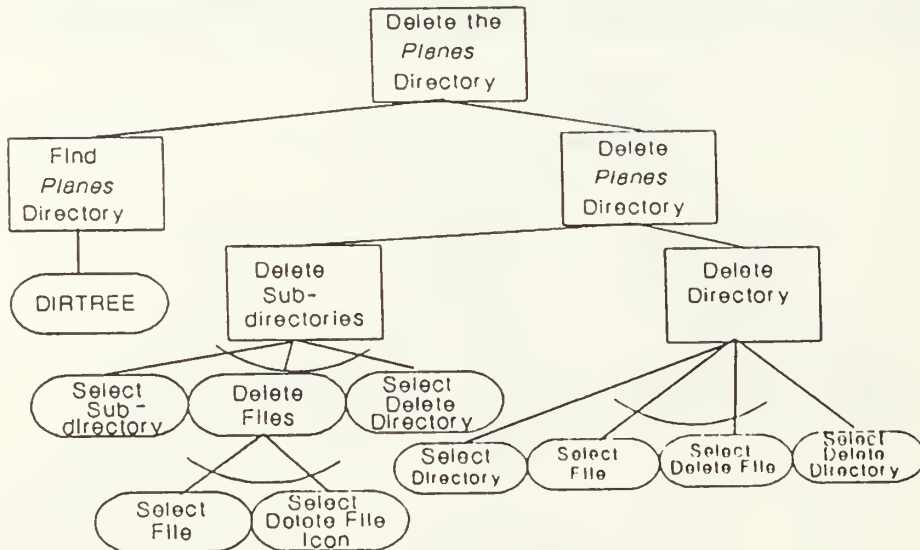 Delete the
Planes
Directory
Find
Planes
Directory
Delete
Planes
Directory
DIRTREE
Delete
Sub-
directories
Delete
Directory
Select
Sub-
directory
Delete
Files
Select
Delete
Directory
Select
Directory
Select
File
Select
Delete File
Select
Delete
Directory
Select
File
Select
Delete File
Icon